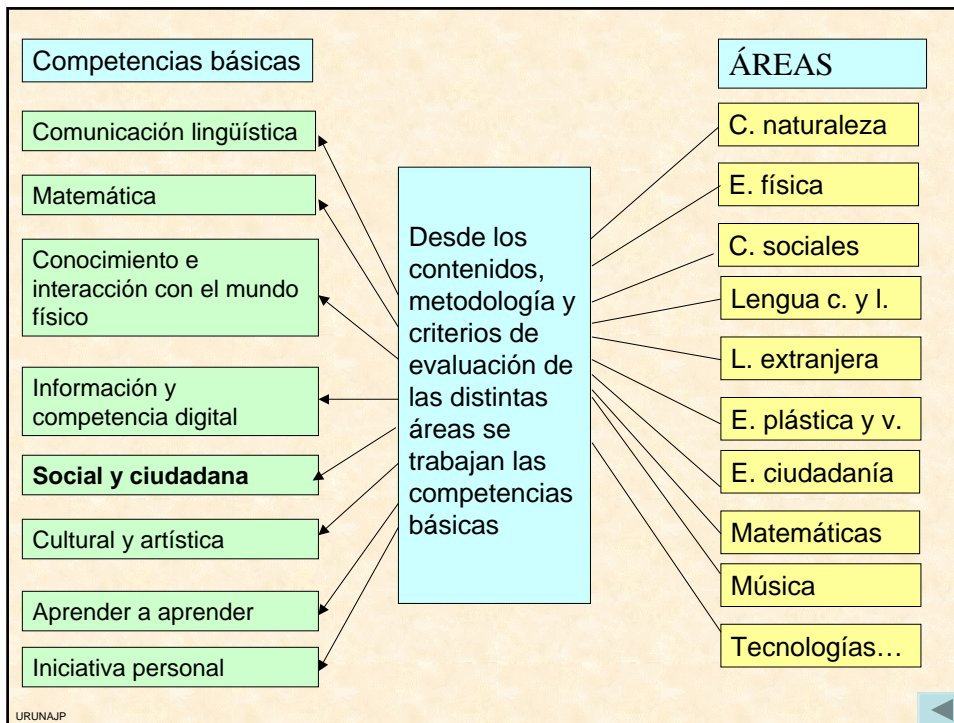 Competencias básicas
Comunicación lingüística
Matemática
Conocimiento e
interacción con el mundo
físico
Información y
competencia digital
Social y ciudadana
Cultural y artística
Aprender a aprender
Iniciativa personal
Desde los
contenidos,
metodología y
criterios de
evaluación de
las distintas
áreas se
trabajan las
competencias
básicas
ÁREAS
C. naturaleza
E. física
C. sociales
Lengua c. y l.
L. extranjera
E. plástica y v.
E. ciudadanía
Matemáticas
Música
Tecnologías…
URUNAJP